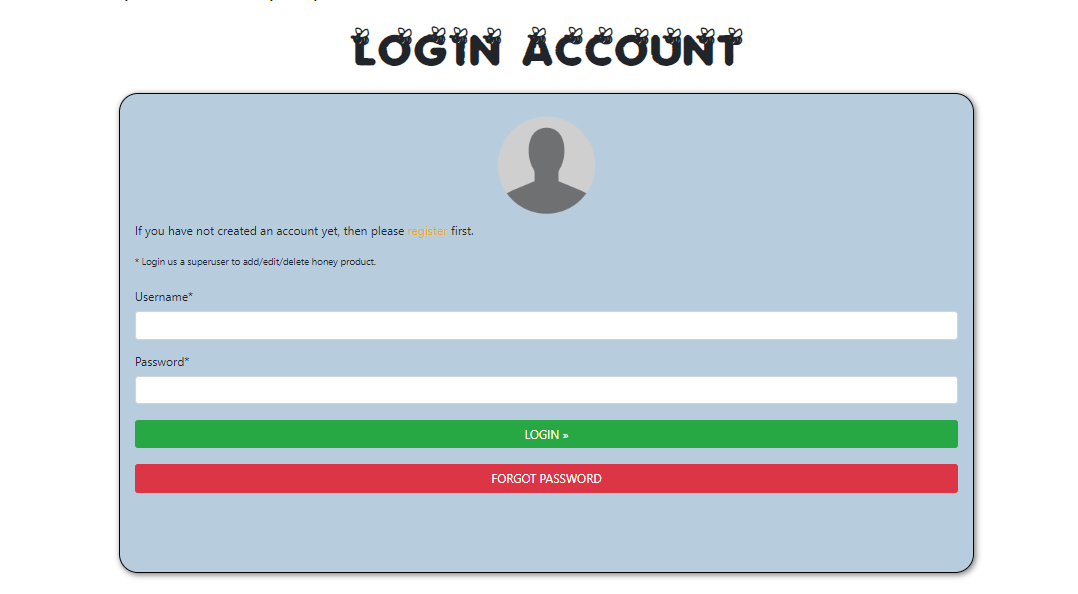 LOGIN ACCOUNT
If you have not created an account yet, then please register first.
* Login us a superuser to add/edit/delete honey product.
Username*
Password*
LOGIN »
FORGOT PASSWORD